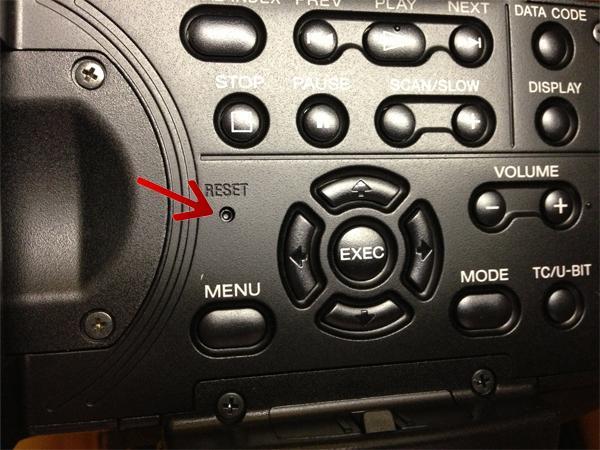 INDEX PREV PLAY NEXT DATA CODE
STOP PAUSE SCAN/SLOW DISPLAY
RESET VOLUME
EXEC
MENU MODE TC/U-BIT